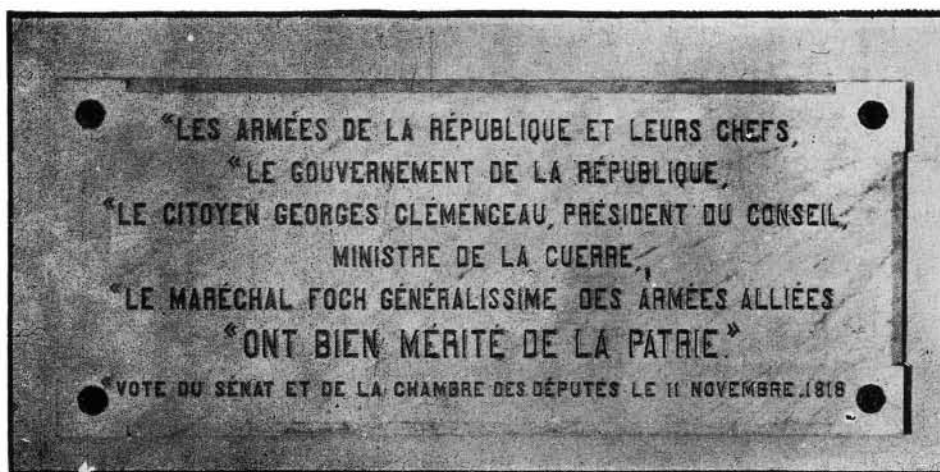 “LES ARMÉES DE LA RÉPUBLIQUE ET LEURS CHEFS,
“LE GOUVERNEMENT DE LA RÉPUBLIQUE,
“LE CITOYEN GEORGES CLÉMENCEAU, PRÉSIDENT DU CONSEIL,
MINISTRE DE LA GUERRE,
“LE MARÉCHAL FOCH GÉNÉRALISSIME DES ARMÉES ALLIÉES
“ONT BIEN MÉRITÉ DE LA PATRIE.”
“VOTE DU SÉNAT ET DE LA CHAMBRE DES DÉPUTÉS LE 11 NOVEMBRE.1918